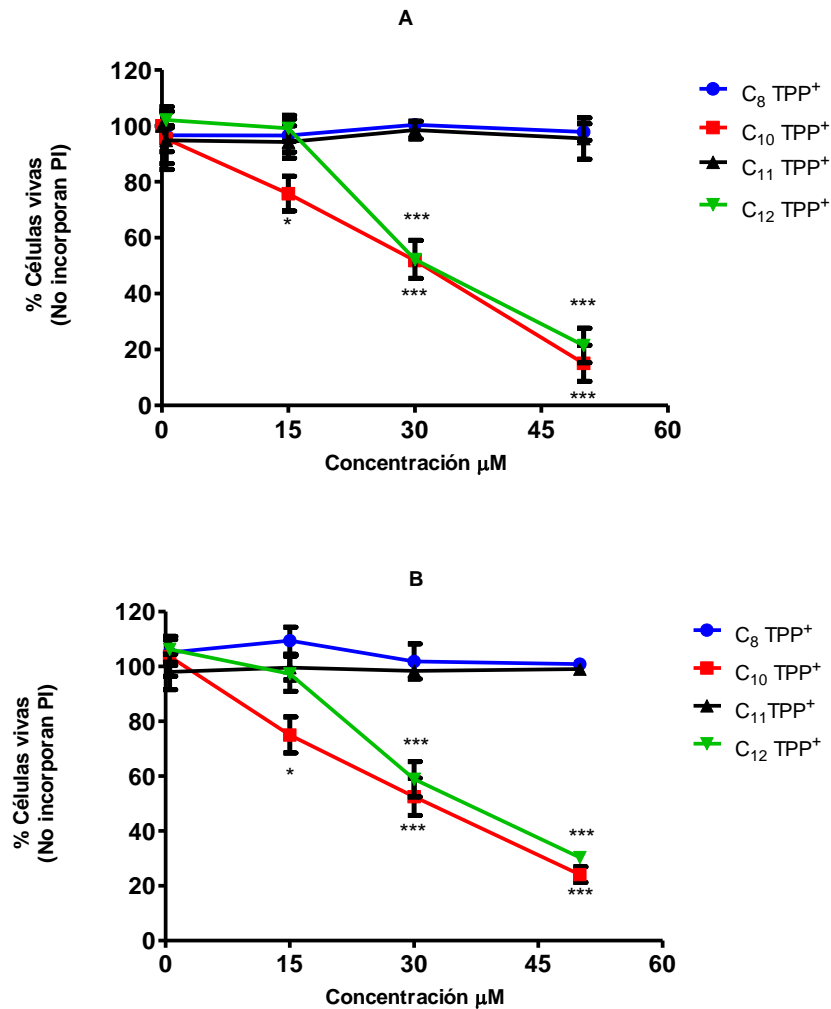 A
120
100
80
60
40
20
0
% Células vivas
(No incorporan PI)
*
***
***
***
***
0 15 30 45 60
Concentración μM
C8 TPP+
C10 TPP+
C11 TPP+
C12 TPP+
B
120
100
80
60
40
20
0
% Células vivas
(No incorporan PI)
*
***
***
***
***
0 15 30 45 60
Concentración μM
C8 TPP+
C10 TPP+
C11TPP+
C12 TPP+